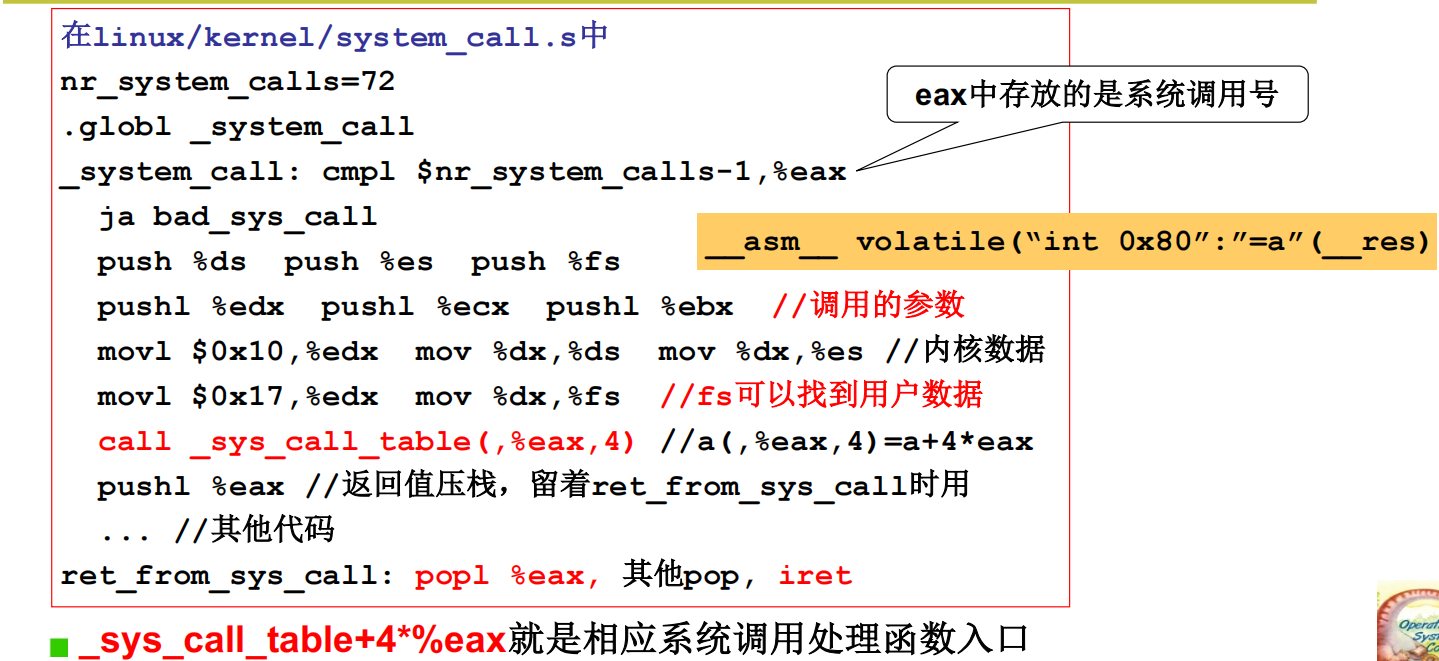 在linux/kernel/system_call.s中
nr_system_calls=72
eax中存放的是系统调用号
.globl _system_call
_system_call: cmpl $nr_system_calls-1,%eax
ja bad_sys_call
__asm__ volatile(“int 0x80”:”=a”(__res)
push %ds push %es push %fs
pushl %edx pushl %ecx pushl %ebx //调用的参数
movl $0x10,%edx mov %dx,%ds mov %dx,%es //内核数据
movl $0x17,%edx mov %dx,%fs //fs可以找到用户数据
call _sys_call_table(,%eax,4) //a(,%eax,4)=a+4*eax
pushl %eax //返回值压栈，留着ret_from_sys_call时用
... //其他代码
ret_from_sys_call: popl %eax, 其他pop, iret
_sys_call_table+4*%eax就是相应系统调用处理函数入口